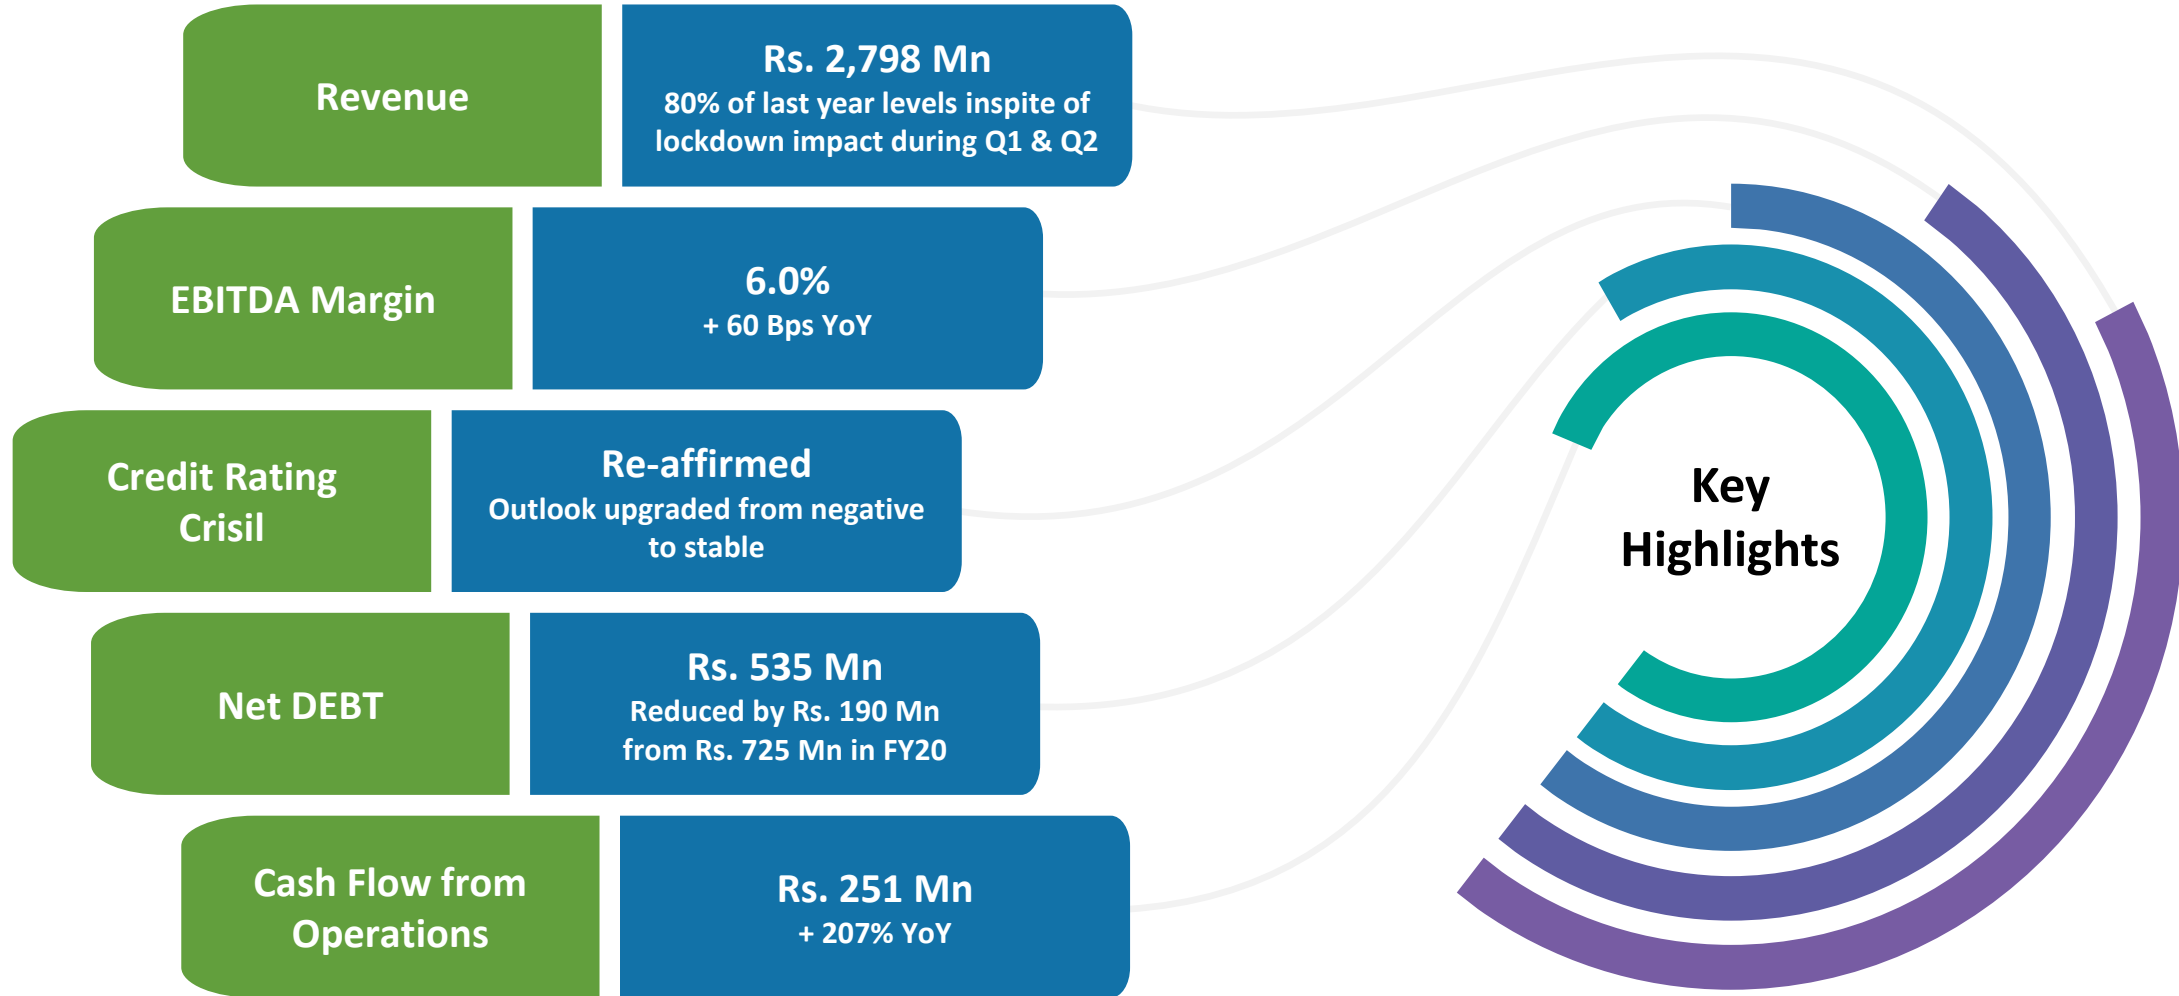 Revenue
Rs. 2,798 Mn
80% of last year levels inspite of
lockdown impact during Q1 & Q2
EBITDA Margin
6.0%
+ 60 Bps YoY
Credit Rating
Crisil
Re-affirmed
Outlook upgraded from negative
to stable
Net DEBT
Rs. 535 Mn
Reduced by Rs. 190 Mn
from Rs. 725 Mn in FY20
Cash Flow from
Operations
Rs. 251 Mn
+ 207% YoY
Key
Highlights